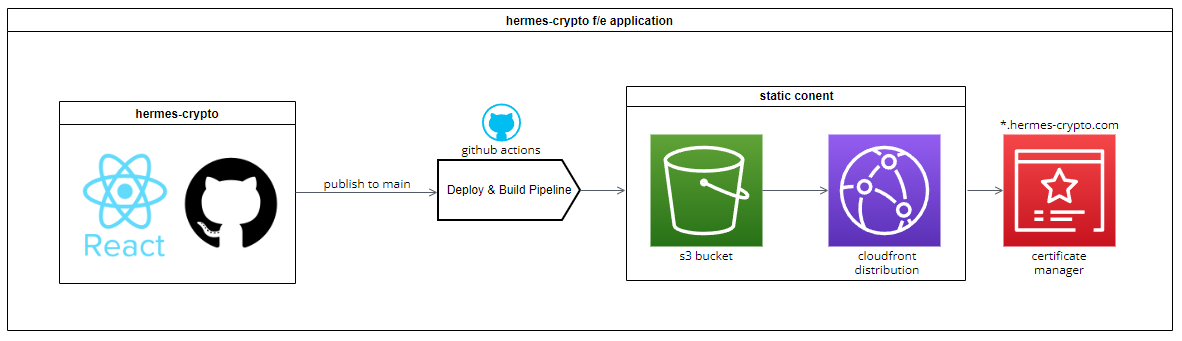 hermes-crypto f/e application
hermes-crypto
React
publish to main
github actions
Deploy & Build Pipeline
static conent
s3 bucket
cloudfront
distribution
*.hermes-crypto.com
certificate
manager